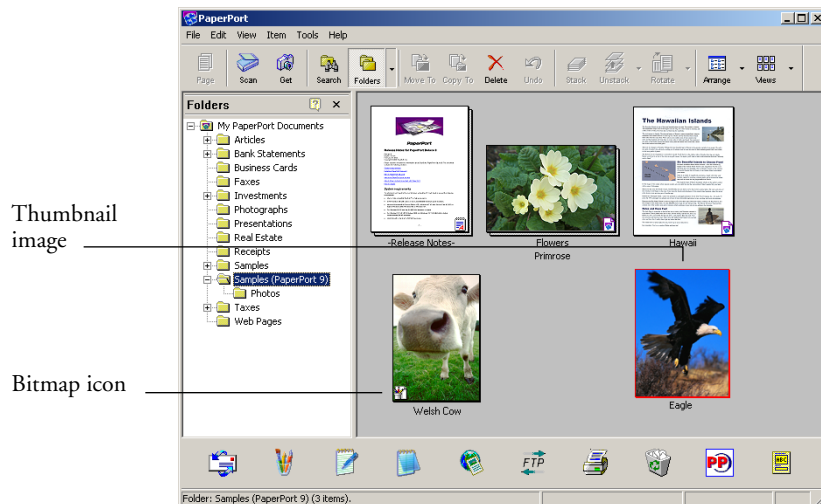 PaperPort
File Edit View Item Tools Help
Page Scan Get Search Folders Move To Copy To Delete Undo Stack Unstack Rotate Arrange Views
Folders
My PaperPort Documents
Articles
Bank Statements
Business Cards
Faxes
Investments
Photographs
Presentations
Real Estate
Receipts
Samples
Samples (PaperPort 9)
Photos
Taxes
Web Pages
Thumbnail
image
Bitmap icon
PaperPort
-Release Notes-
Flowers
Primrose
The Hawaiian Islands
Hawaii
Welsh Cow
Eagle
FTP
PP
ABC
Folder: Samples (PaperPort 9) (3 items).